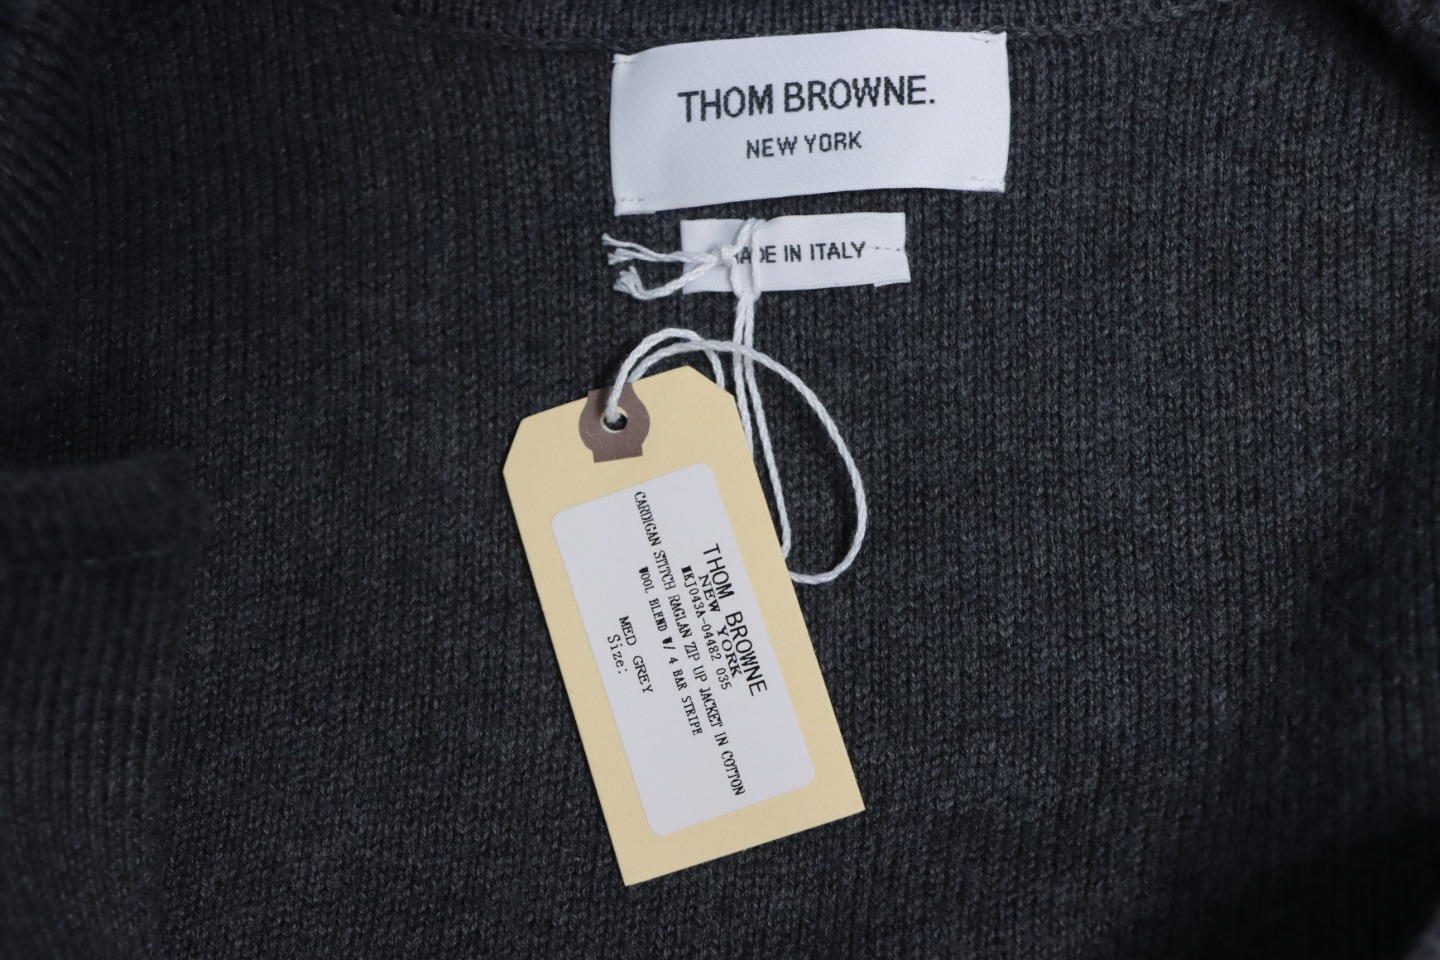 THOM BROWNE.
NEW YORK
MADE IN ITALY
THOM BROWNE
NEW YORK
MKJ043A-04482 035
CARDIGAN STITCH RAGLAN ZIP UP JACKET IN COTTON
WOOL BLEND W/ 4 BAR STRIPE
MED GREY
Size: